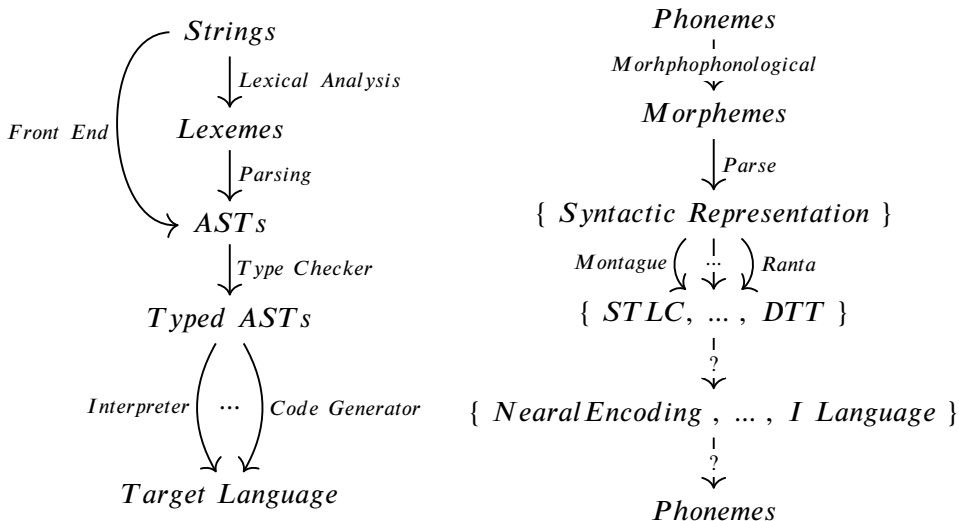 Strings
Lexical Analysis
Front End
Lexemes
Parsing
ASTs
Type Checker
Typed ASTs
Interpreter ... Code Generator
Target Language
Phonemes
Morhphophonological
Morphemes
Parse
{ Syntactic Representation }
Montague ... Ranta
{ STLC, ... , DTT }
?
{ NearalEncoding , ... , I Language }
?
Phonemes